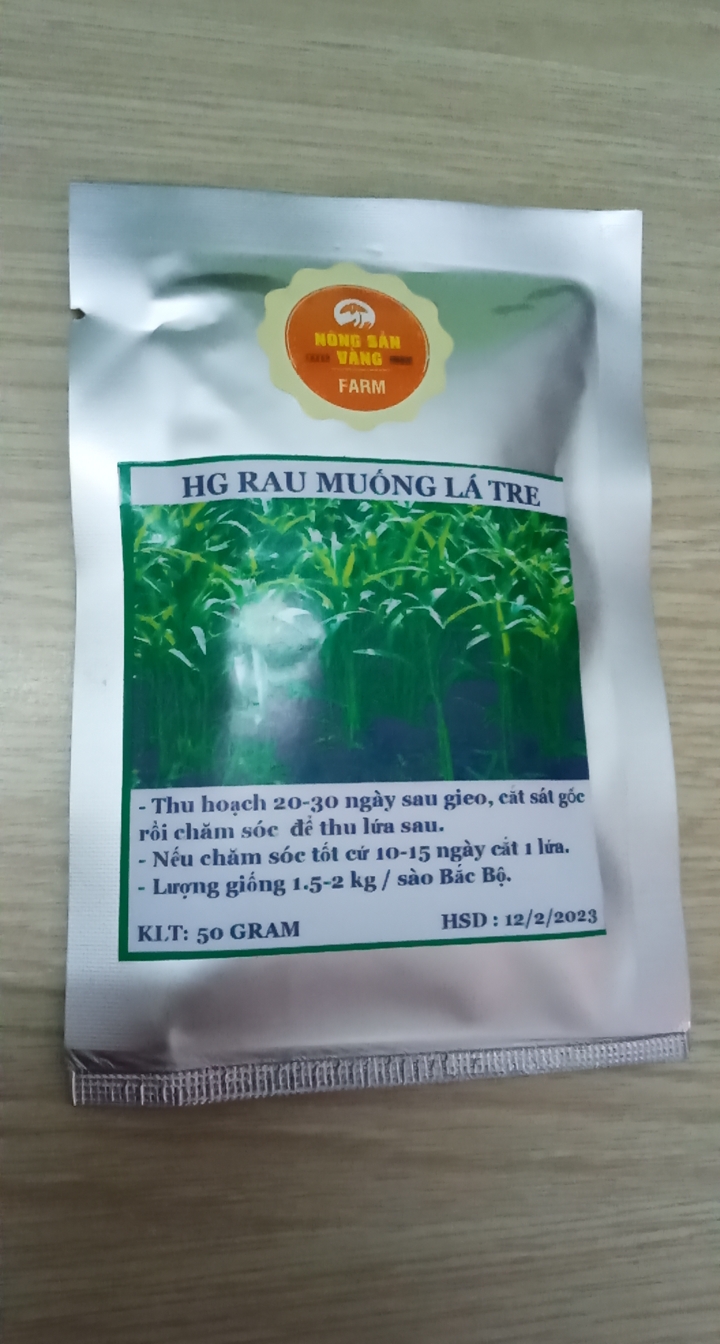 NÔNG SẢN
VÀNG
FARM
HG RAU MUỐNG LÁ TRE
- Thu hoạch 20-30 ngày sau gieo, cắt sát gốc
rồi chăm sóc để thu lứa sau.
- Nếu chăm sóc tốt cứ 10-15 ngày cắt 1 lứa.
- Lượng giống 1.5-2 kg / sào Bắc Bộ.
KLT: 50 GRAM
HSD : 12/2/2023